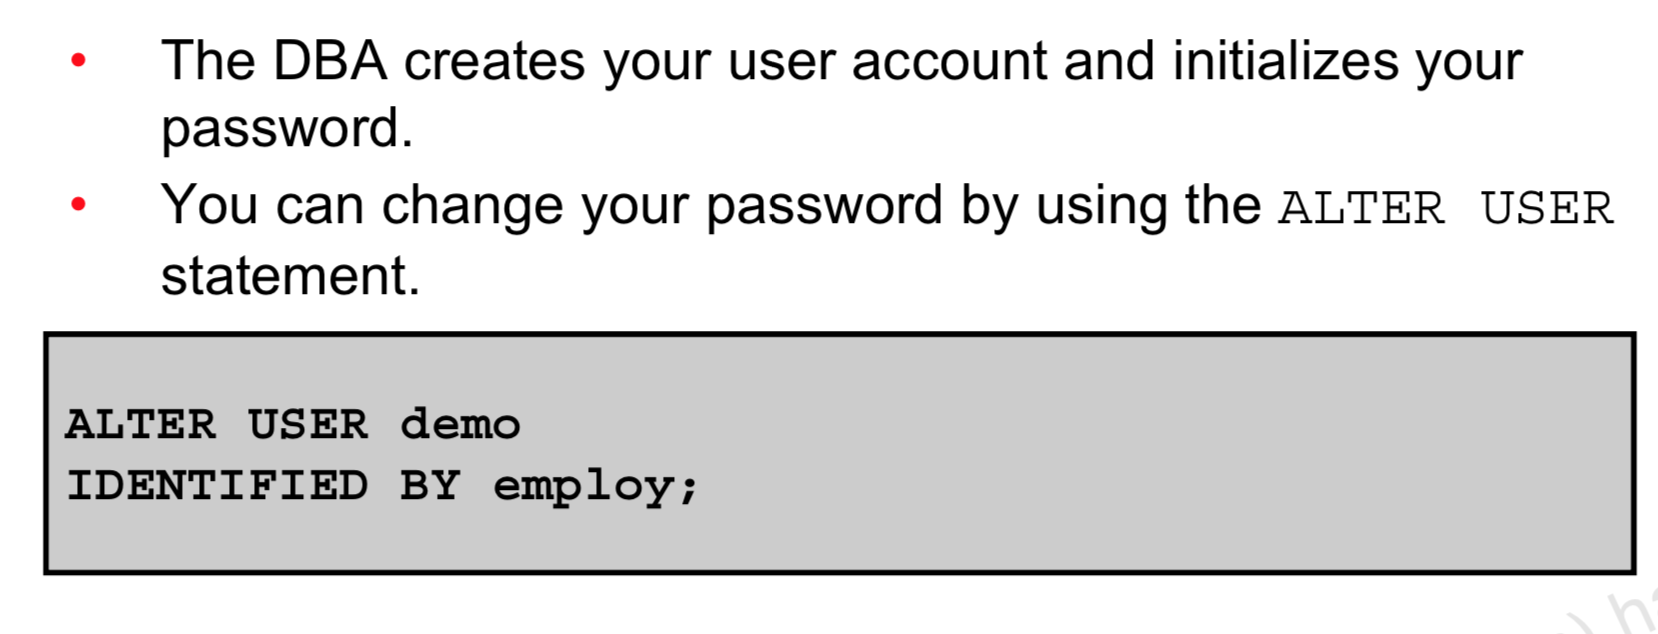 • The DBA creates your user account and initializes your
password.
• You can change your password by using the ALTER USER
statement.
ALTER USER demo
IDENTIFIED BY employ;